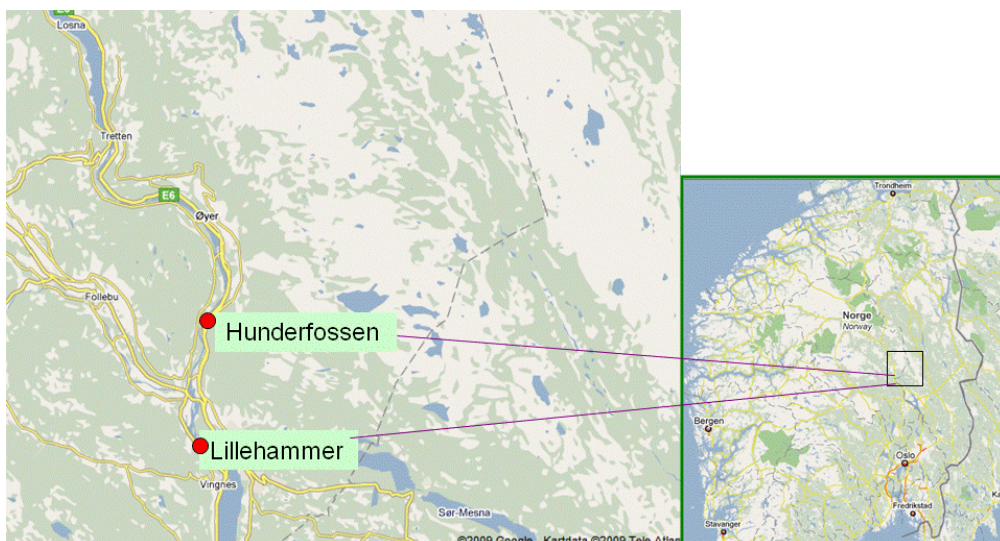 Losna
Tretten
E6
Øyer
Follebu
Hunderfossen
Lillehammer
Vingnes
Sør-Mesna
©2009 Google - Kartdata ©2009 Tele Atlas
Trondheim
Norge
Norway
Bergen
Oslo
Fredrikstad
Stavanger